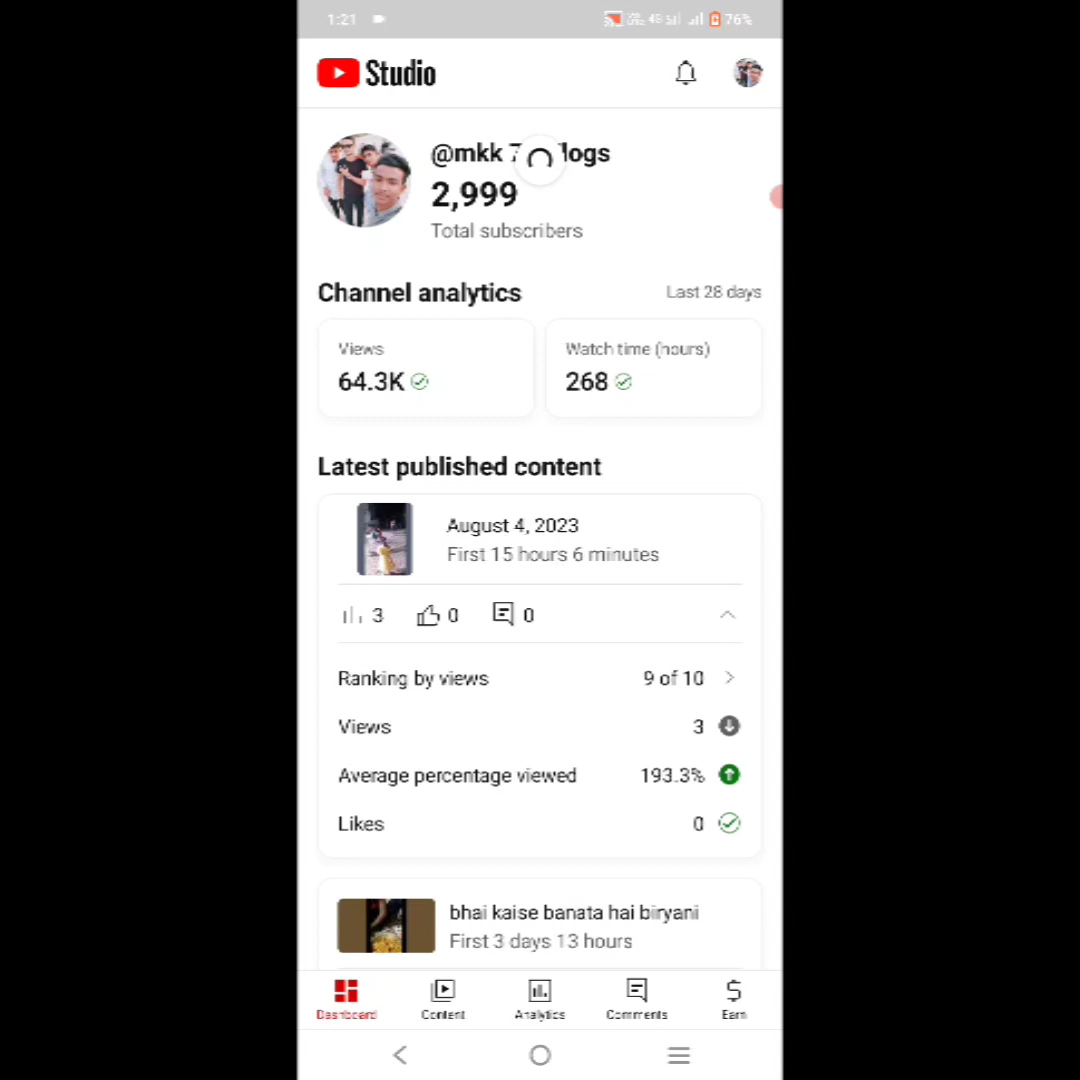 1:21 4G 76%
Studio
@mkk 7 logs
2,999
Total subscribers
Channel analytics
Last 28 days
Views
Watch time (hours)
64.3K
268
Latest published content
August 4, 2023
First 15 hours 6 minutes
3 0 0
Ranking by views 9 of 10
Views 3
Average percentage viewed 193.3%
Likes 0
bhai kaise banata hai biryani
First 3 days 13 hours
Dashboard Content Analytics Comments Earn